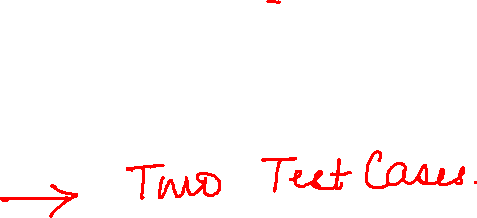 → Two Test Cases.